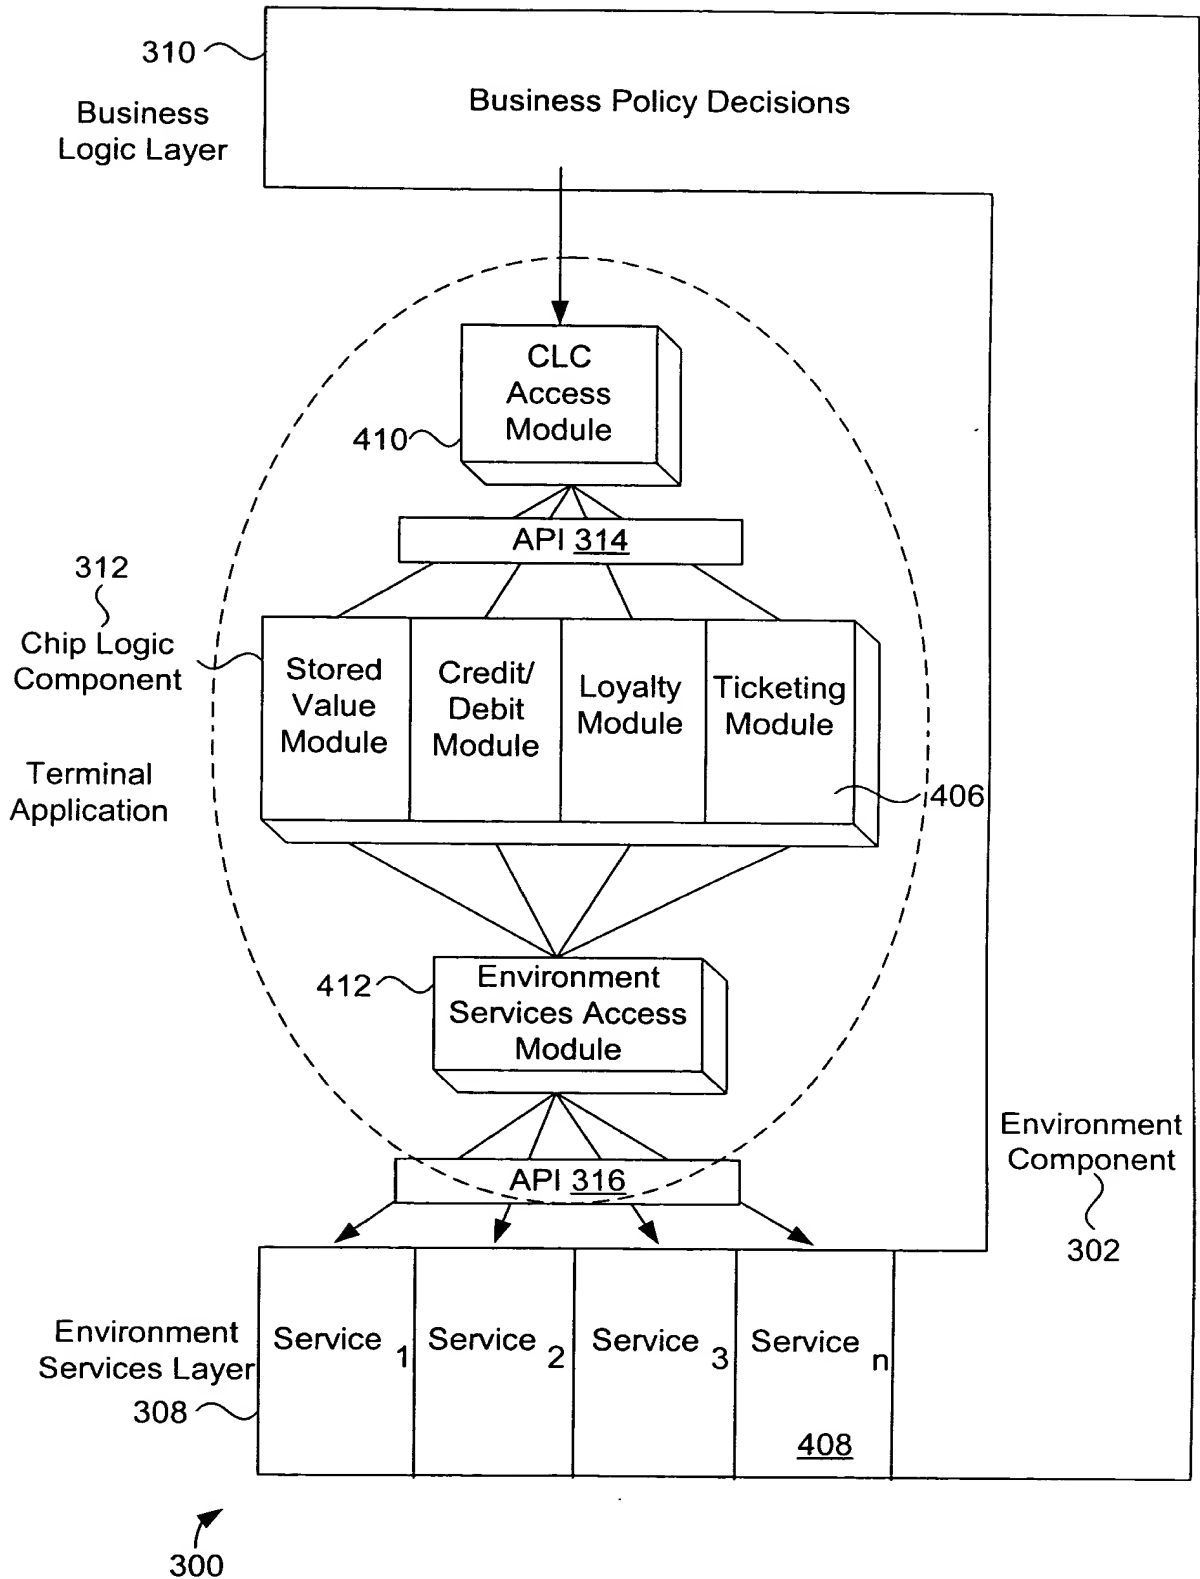 310
Business
Logic Layer
Business Policy Decisions
CLC
Access
Module
410
API 314
312
Chip Logic
Component
Stored
Value
Module
Credit/
Debit
Module
Loyalty
Module
Ticketing
Module
406
Terminal
Application
412
Environment
Services Access
Module
API 316
Environment
Component
302
Environment
Services Layer
308
Service 1
Service 2
Service 3
Service n
408
300